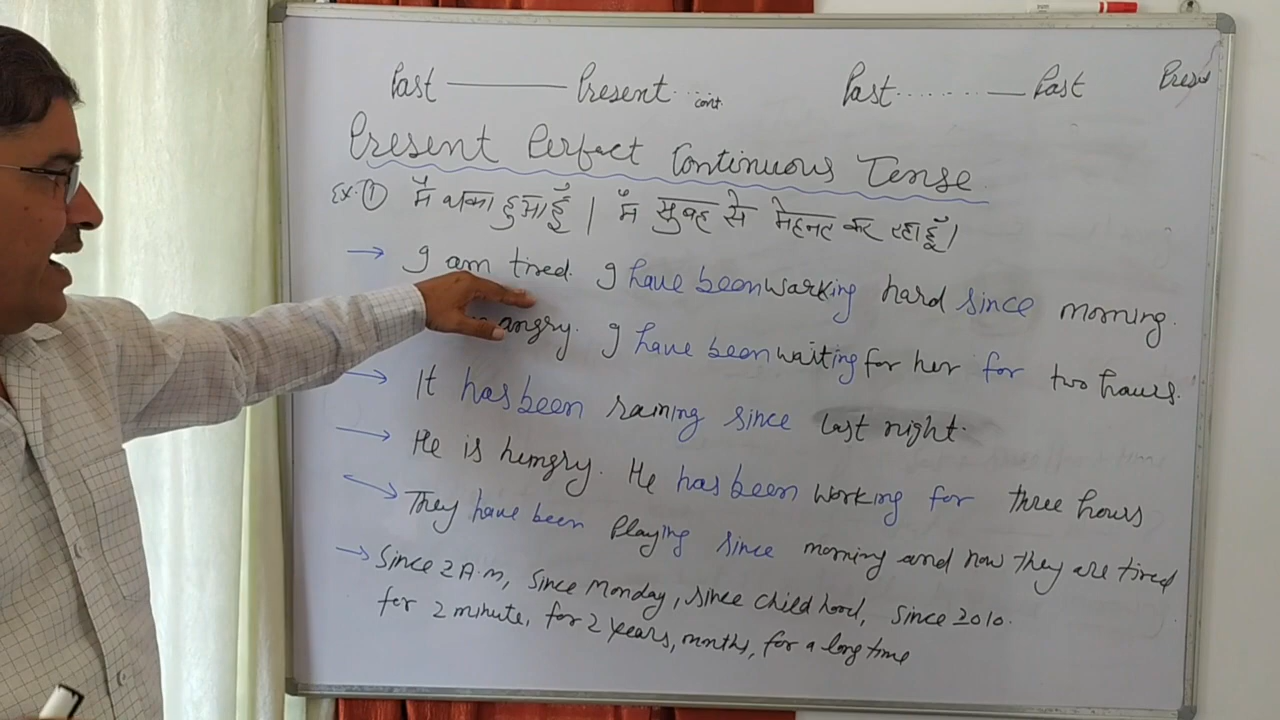 Past ——— Present ... cont. Past ....... — Past Prese
Present Perfect Continuous Tense
Ex-① मैं थका हुआ हूँ। मैं सुबह से मेहनत कर रहा हूँ।
→ I am tired. I have been warking hard since morning.
angry. I have been waiting for her for two hours.
→ It has been raining since last night.
→ He is hungry. He has been working for three hours
→ They have been Playing since morning and now they are tired
→ Since 2 A.m, Since Monday, since child hood, since 2010.
for 2 minute, for 2 years, months, for a long time